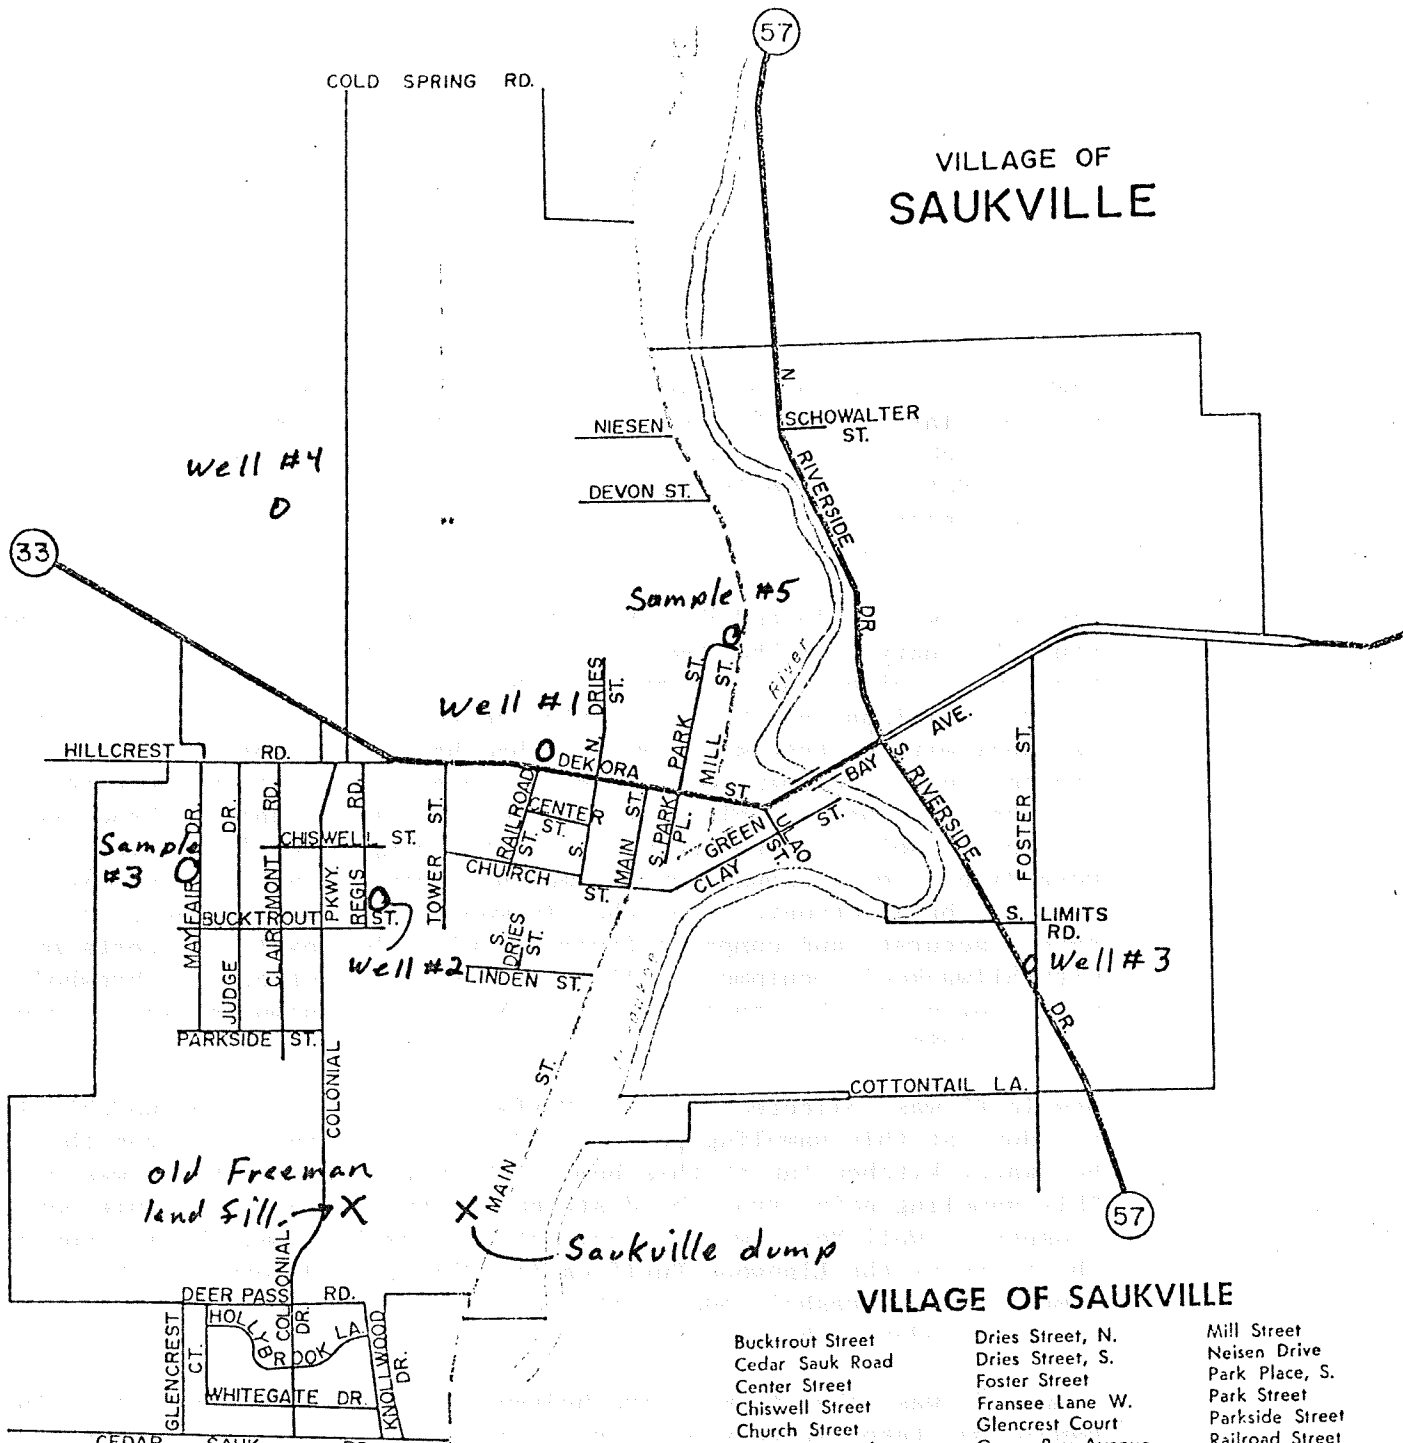 57
COLD SPRING RD.
VILLAGE OF
SAUKVILLE
N. RIVERSIDE DR.
NIESEN
SCHOWALTER ST.
Well #4
DEVON ST.
33
Sample #5
River
N. DRIES ST.
PARK ST.
MILL ST.
Well #1
AVE.
HILLCREST RD.
DEKORA ST.
BAY
S. RIVERSIDE DR.
FOSTER ST.
MAYFAIR DR.
JUDGE DR.
CLAIRMONT RD.
PKWY.
REGIS RD.
TOWER ST.
RAILROAD ST.
CENTER ST.
S.
MAIN ST.
S. PARK PL.
GREEN
ULAO ST.
CLAY ST.
CHISWELL ST.
Sample #3
CHURCH ST.
BUCKTROUT ST.
S. LIMITS RD.
S. DRIES ST.
Well #2
LINDEN ST.
Well #3
PARKSIDE ST.
COLONIAL
MAIN ST.
COTTONTAIL LA.
old Freeman
land fill.
X
X
Saukville dump
57
COLONIAL DR.
DEER PASS RD.
GLENCREST CT.
HOLLYBROOK LA.
KNOLLWOOD DR.
WHITEGATE DR.
CEDAR SAUK RD.
VILLAGE OF SAUKVILLE
Bucktrout Street
Cedar Sauk Road
Center Street
Chiswell Street
Church Street
Dries Street, N.
Dries Street, S.
Foster Street
Fransee Lane W.
Glencrest Court
Green Bay Avenue
Mill Street
Neisen Drive
Park Place, S.
Park Street
Parkside Street
Railroad Street